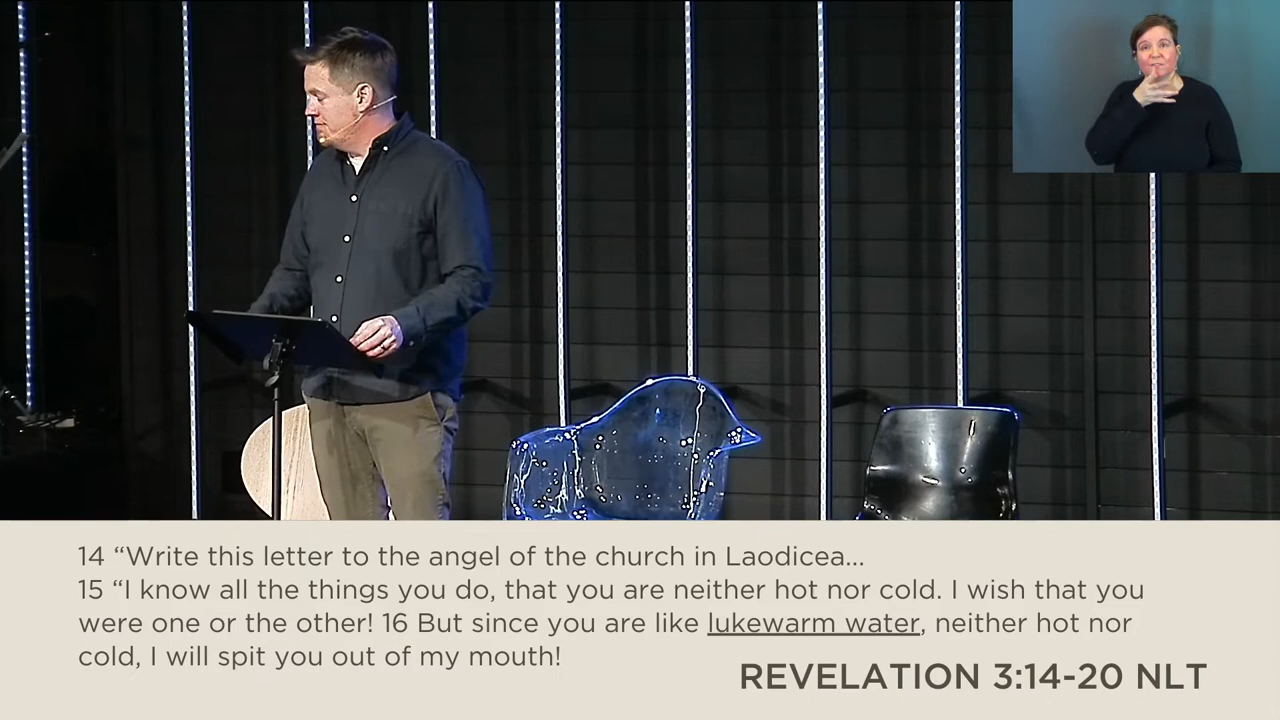 14 “Write this letter to the angel of the church in Laodicea...
15 “I know all the things you do, that you are neither hot nor cold. I wish that you
were one or the other! 16 But since you are like lukewarm water, neither hot nor
cold, I will spit you out of my mouth!
REVELATION 3:14-20 NLT